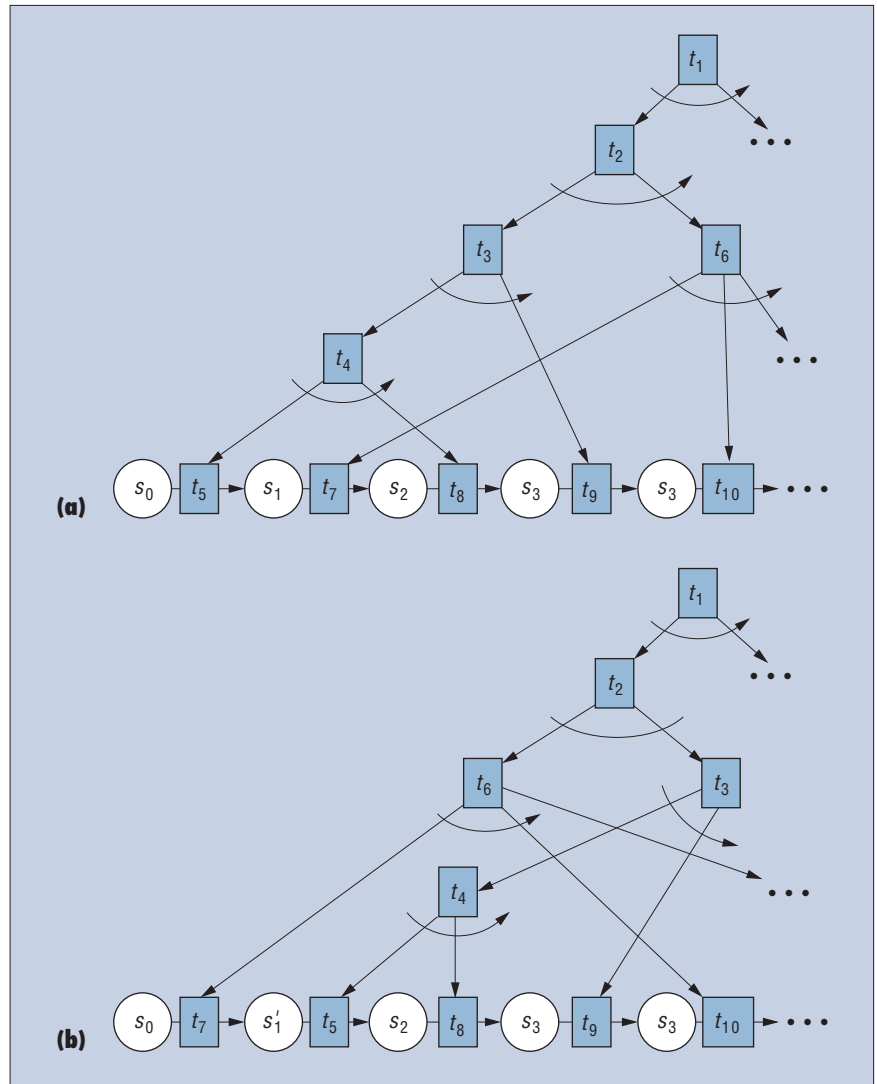 t₁
• • •
t₂
t₃ t₆
• • •
t₄
s₀ t₅ s₁ t₇ s₂ t₈ s₃ t₉ s₃ t₁₀ • • •
(a)
t₁
• • •
t₂
t₆ t₃
t₄ • • •
s₀ t₇ s′₁ t₅ s₂ t₈ s₃ t₉ s₃ t₁₀ • • •
(b)